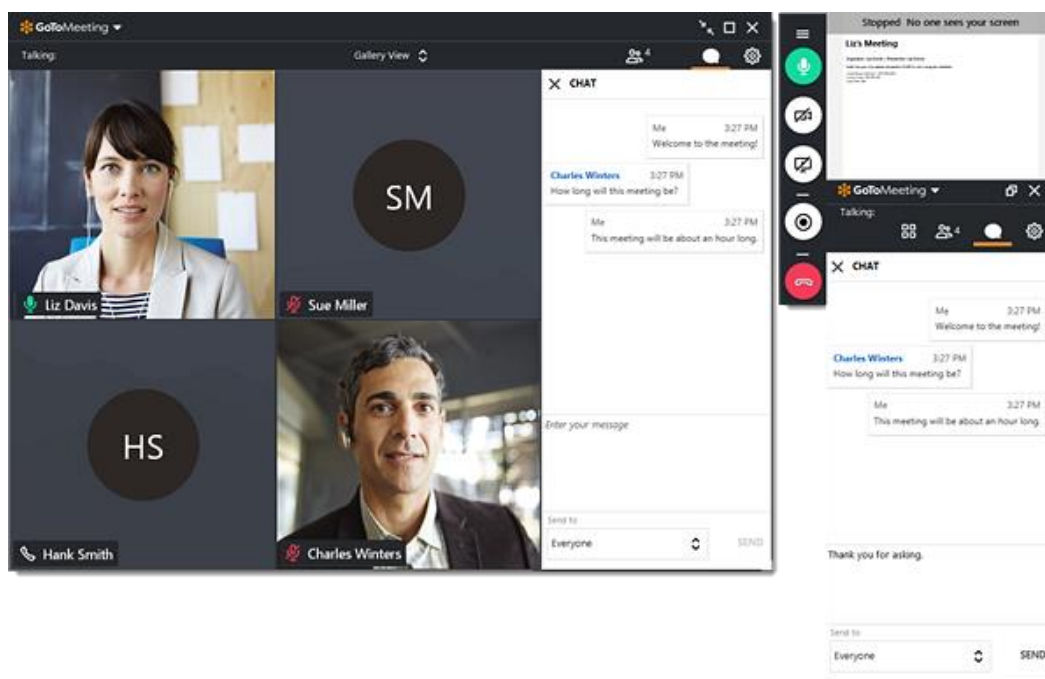 GoToMeeting
Talking:
Gallery View
4
CHAT
Me 3:27 PM
Welcome to the meeting!
Charles Winters 3:27 PM
How long will this meeting be?
Me 3:27 PM
This meeting will be about an hour long.
SM
Liz Davis
Sue Miller
HS
Enter your message
Send to
Everyone
SEND
Hank Smith
Charles Winters
Stopped No one sees your screen
Liz's Meeting
GoToMeeting
Talking:
4
CHAT
Me 3:27 PM
Welcome to the meeting!
Charles Winters 3:27 PM
How long will this meeting be?
Me 3:27 PM
This meeting will be about an hour long.
Thank you for asking.
Send to
Everyone
SEND